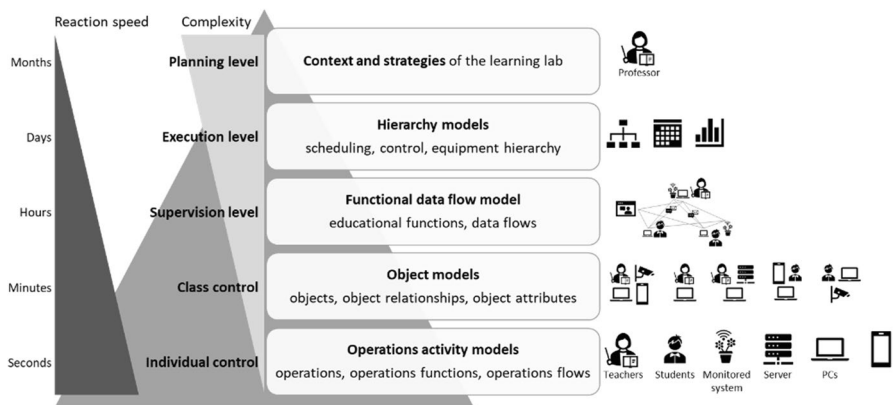 Reaction speed
Complexity
Months
Planning level
Context and strategies of the learning lab
Professor
Days
Execution level
Hierarchy models
scheduling, control, equipment hierarchy
Hours
Supervision level
Functional data flow model
educational functions, data flows
Minutes
Class control
Object models
objects, object relationships, object attributes
Seconds
Individual control
Operations activity models
operations, operations functions, operations flows
Teachers
Students
Monitored
system
Server
PCs